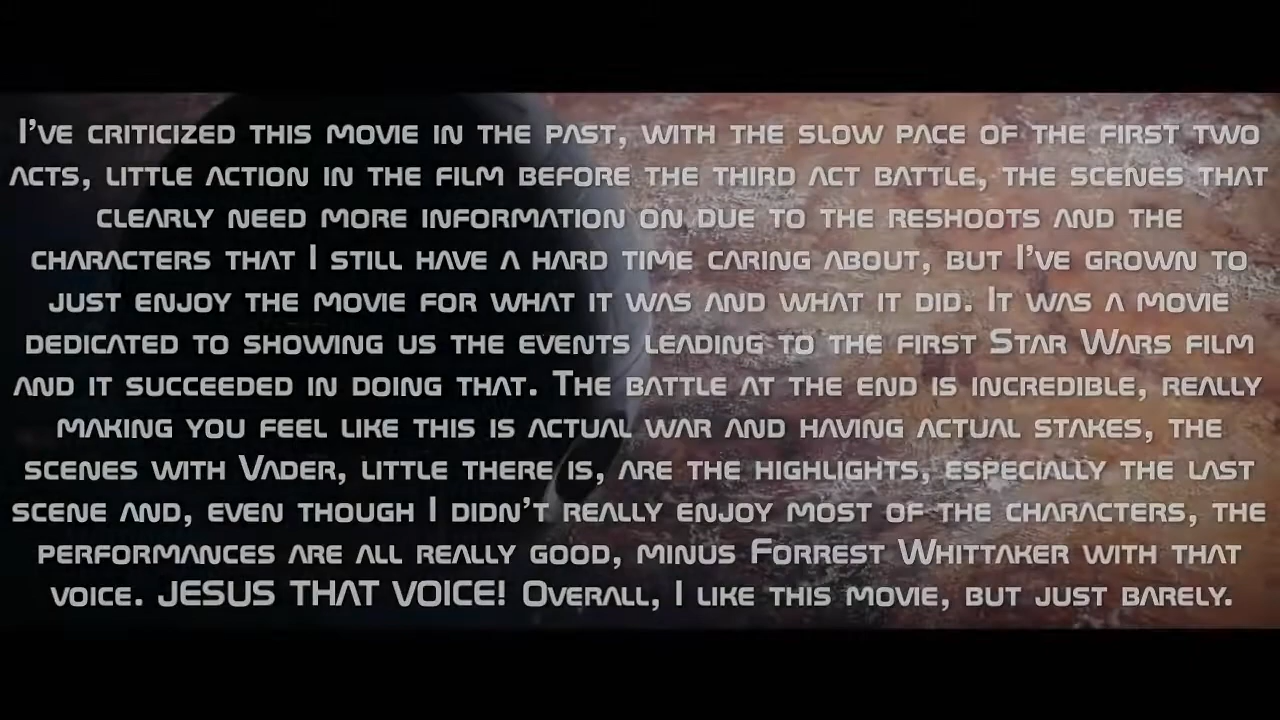 I've criticized this movie in the past, with the slow pace of the first two
acts, little action in the film before the third act battle, the scenes that
clearly need more information on due to the reshoots and the
characters that I still have a hard time caring about, but I've grown to
just enjoy the movie for what it was and what it did. It was a movie
dedicated to showing us the events leading to the first Star Wars film
and it succeeded in doing that. The battle at the end is incredible, really
making you feel like this is actual war and having actual stakes, the
scenes with Vader, little there is, are the highlights, especially the last
scene and, even though I didn't really enjoy most of the characters, the
performances are all really good, minus Forrest Whittaker with that
voice. JESUS THAT VOICE! Overall, I like this movie, but just barely.